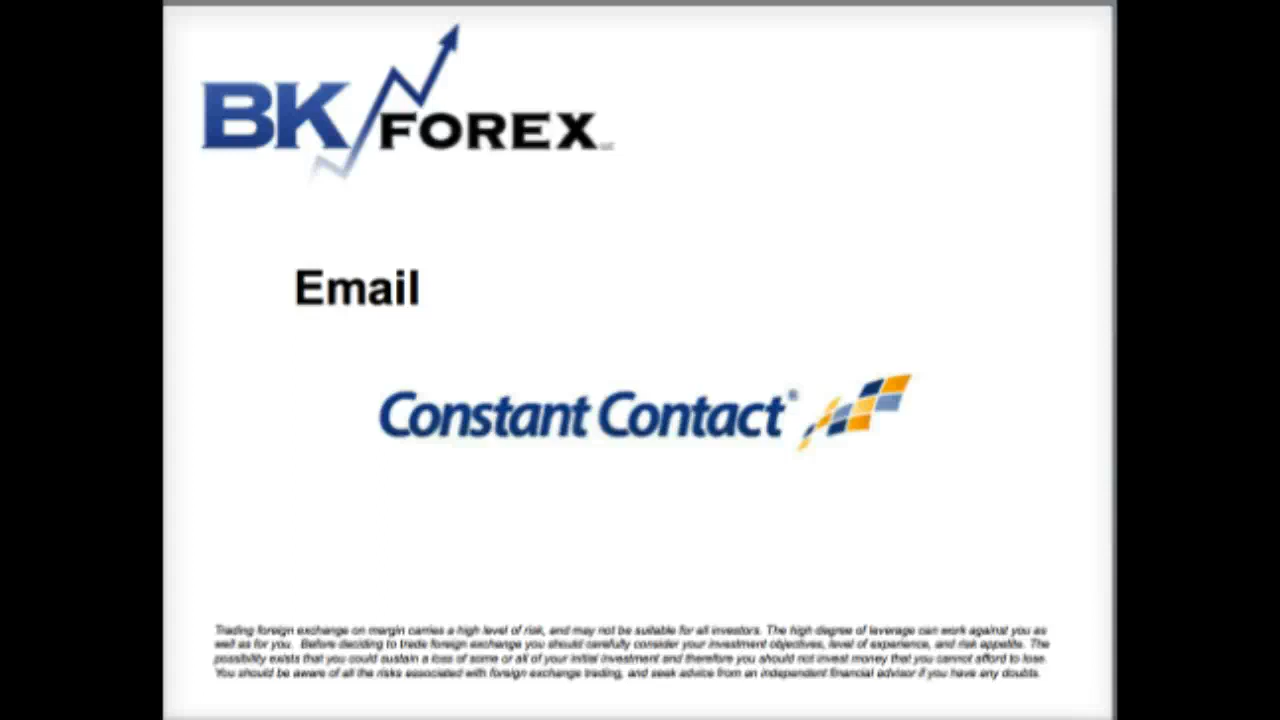 BK FOREX LLC
Email
Constant Contact®
Trading foreign exchange on margin carries a high level of risk, and may not be suitable for all investors. The high degree of leverage can work against you as
well as for you. Before deciding to trade foreign exchange you should carefully consider your investment objectives, level of experience, and risk appetite. The
possibility exists that you could sustain a loss of some or all of your initial investment and therefore you should not invest money that you cannot afford to lose.
You should be aware of all the risks associated with foreign exchange trading, and seek advice from an independent financial advisor if you have any doubts.